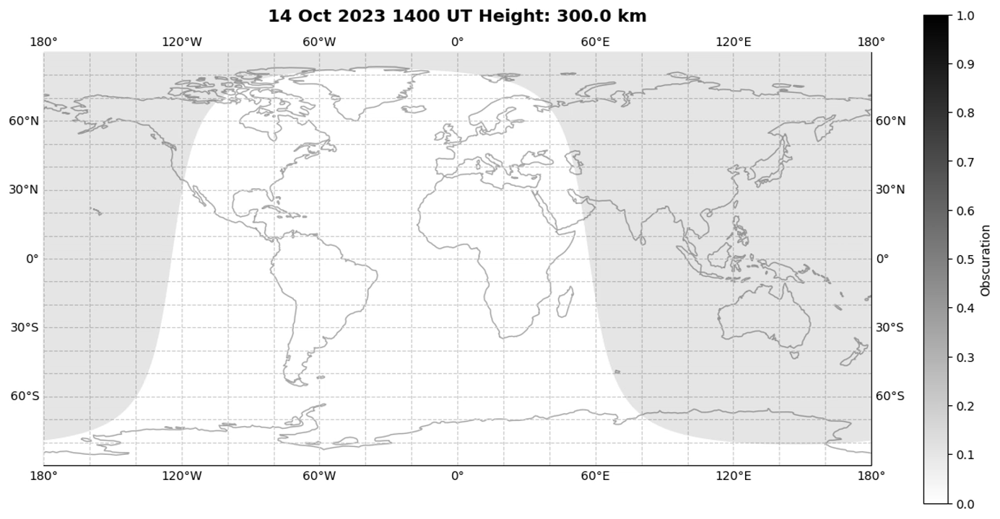 14 Oct 2023 1400 UT Height: 300.0 km
180° 120°W 60°W 0° 60°E 120°E 180°
60°N 60°N
30°N 30°N
0° 0°
30°S 30°S
60°S 60°S
180° 120°W 60°W 0° 60°E 120°E 180°
1.0
0.9
0.8
0.7
0.6
0.5
0.4
0.3
0.2
0.1
0.0
Obscuration